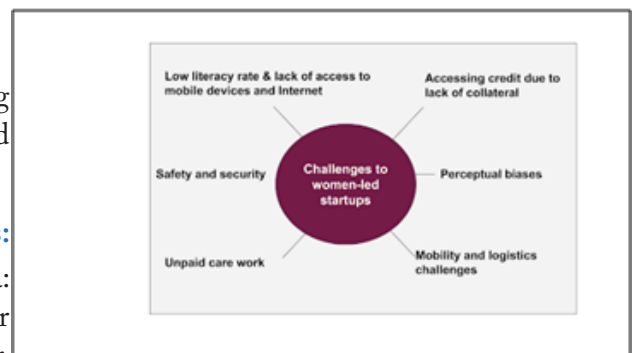 Low literacy rate & lack of access to
mobile devices and Internet
Accessing credit due to
lack of collateral
Safety and security
Challenges to
women-led
startups
Perceptual biases
Unpaid care work
Mobility and logistics
challenges